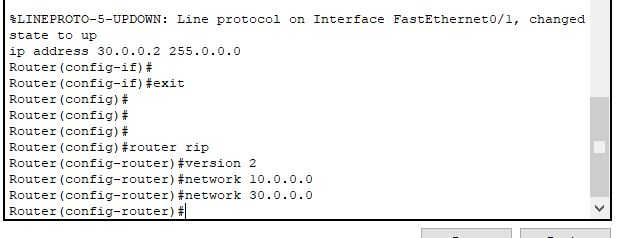 %LINEPROTO-5-UPDOWN: Line protocol on Interface FastEthernet0/1, changed
state to up
ip address 30.0.0.2 255.0.0.0
Router(config-if)#
Router(config-if)#exit
Router(config)#
Router(config)#
Router(config)#
Router(config)#router rip
Router(config-router)#version 2
Router(config-router)#network 10.0.0.0
Router(config-router)#network 30.0.0.0
Router(config-router)#